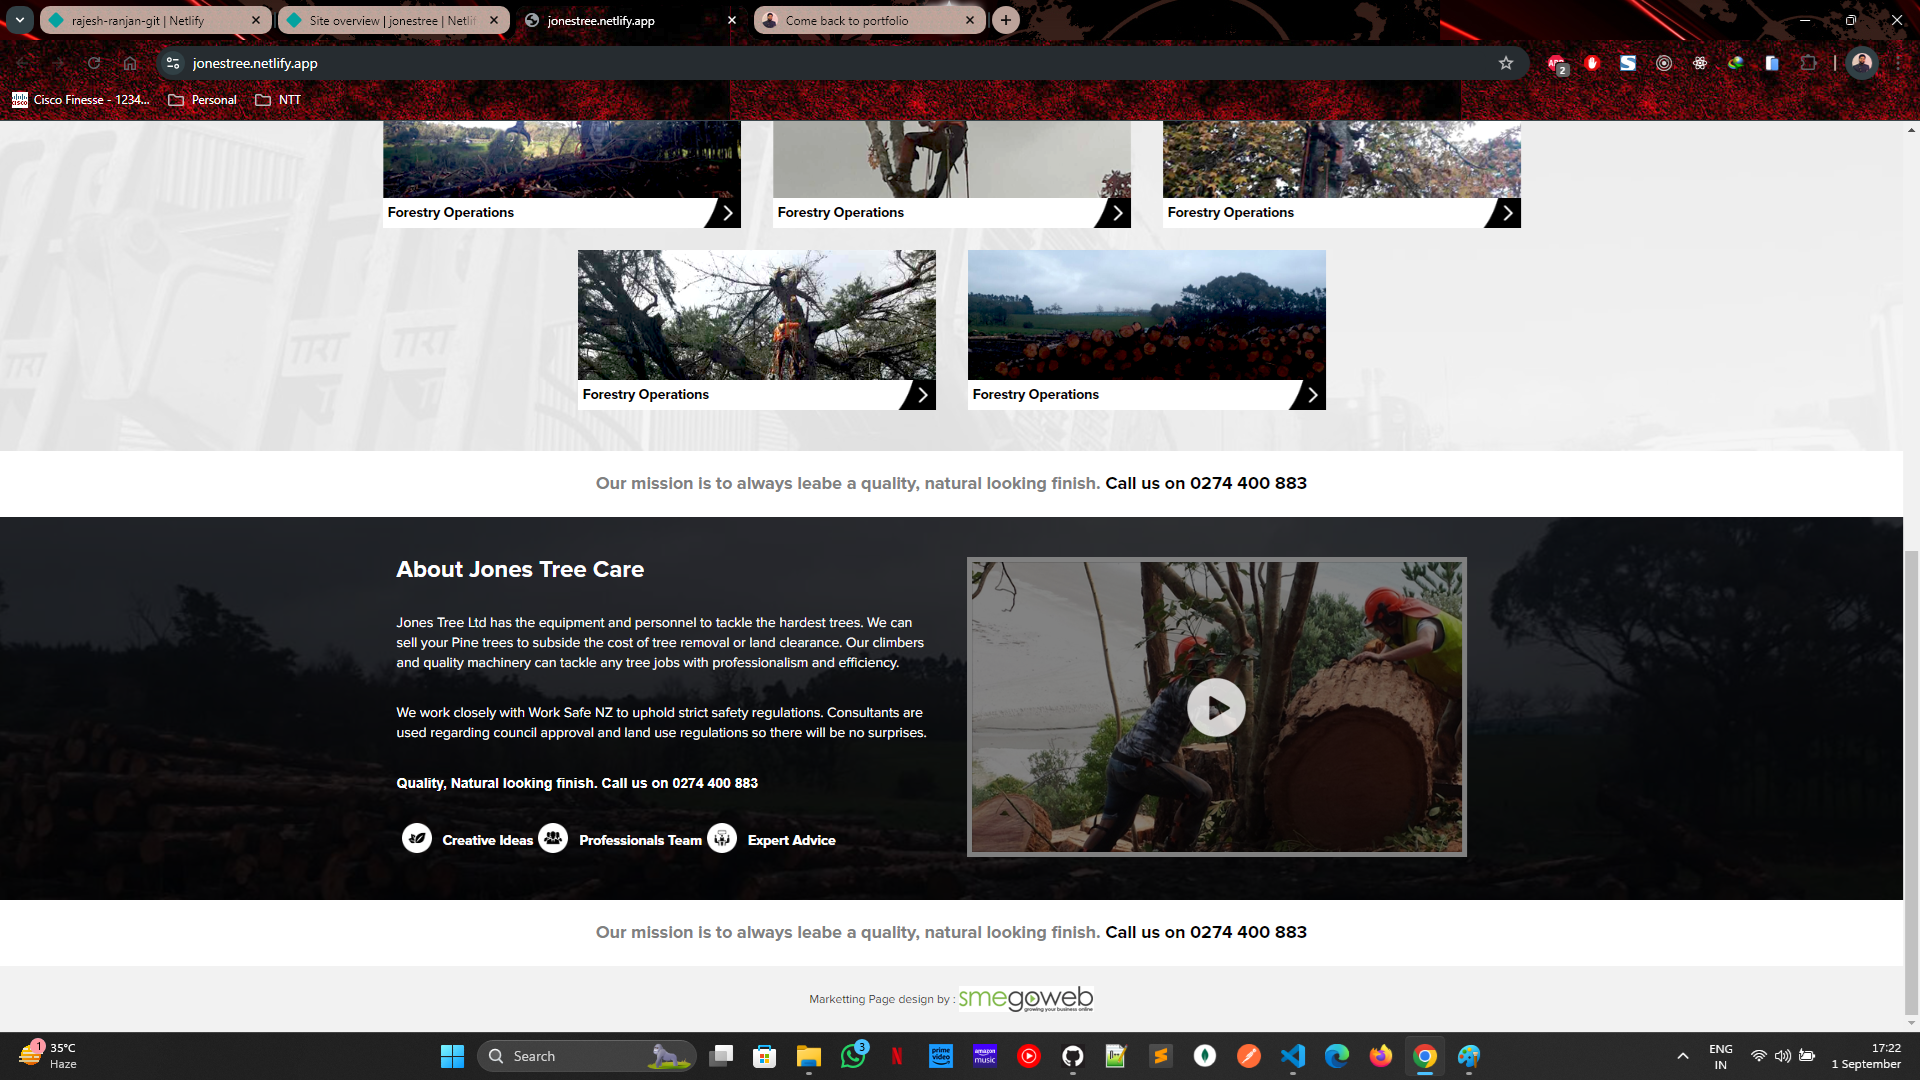 rajesh-ranjan-git | Netlify
Site overview | jonestree | Netlif
jonestree.netlify.app
Come back to portfolio
jonestree.netlify.app
2
Cisco Finesse - 1234...
Personal
NTT
Forestry Operations
Forestry Operations
Forestry Operations
Forestry Operations
Forestry Operations
Our mission is to always leabe a quality, natural looking finish. Call us on 0274 400 883
About Jones Tree Care
Jones Tree Ltd has the equipment and personnel to tackle the hardest trees. We can
sell your Pine trees to subside the cost of tree removal or land clearance. Our climbers
and quality machinery can tackle any tree jobs with professionalism and efficiency.
We work closely with Work Safe NZ to uphold strict safety regulations. Consultants are
used regarding council approval and land use regulations so there will be no surprises.
Quality, Natural looking finish. Call us on 0274 400 883
Creative Ideas
Professionals Team
Expert Advice
Our mission is to always leabe a quality, natural looking finish. Call us on 0274 400 883
Marketting Page design by :
smegoweb
growing your business online
1
35°C
Haze
Search
3
prime video
amazon music
ENG
IN
17:22
1 September